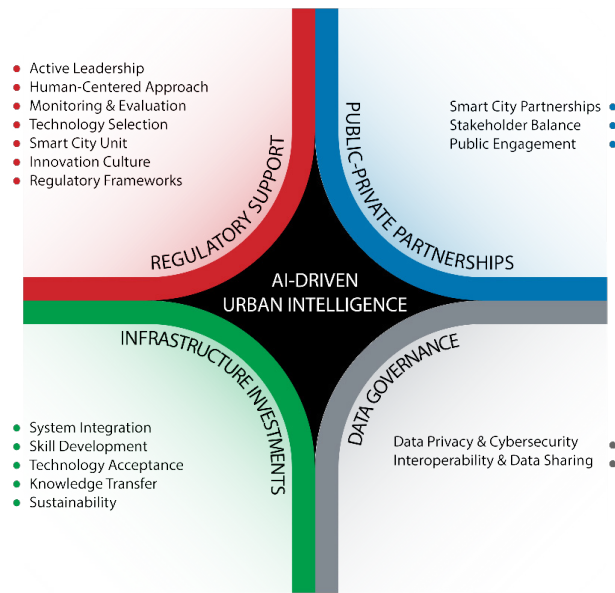 Active Leadership
Human-Centered Approach
Monitoring & Evaluation
Technology Selection
Smart City Unit
Innovation Culture
Regulatory Frameworks
REGULATORY SUPPORT
Smart City Partnerships
Stakeholder Balance
Public Engagement
PUBLIC-PRIVATE PARTNERSHIPS
AI-DRIVEN
URBAN INTELLIGENCE
INFRASTRUCTURE INVESTMENTS
System Integration
Skill Development
Technology Acceptance
Knowledge Transfer
Sustainability
DATA GOVERNANCE
Data Privacy & Cybersecurity
Interoperability & Data Sharing